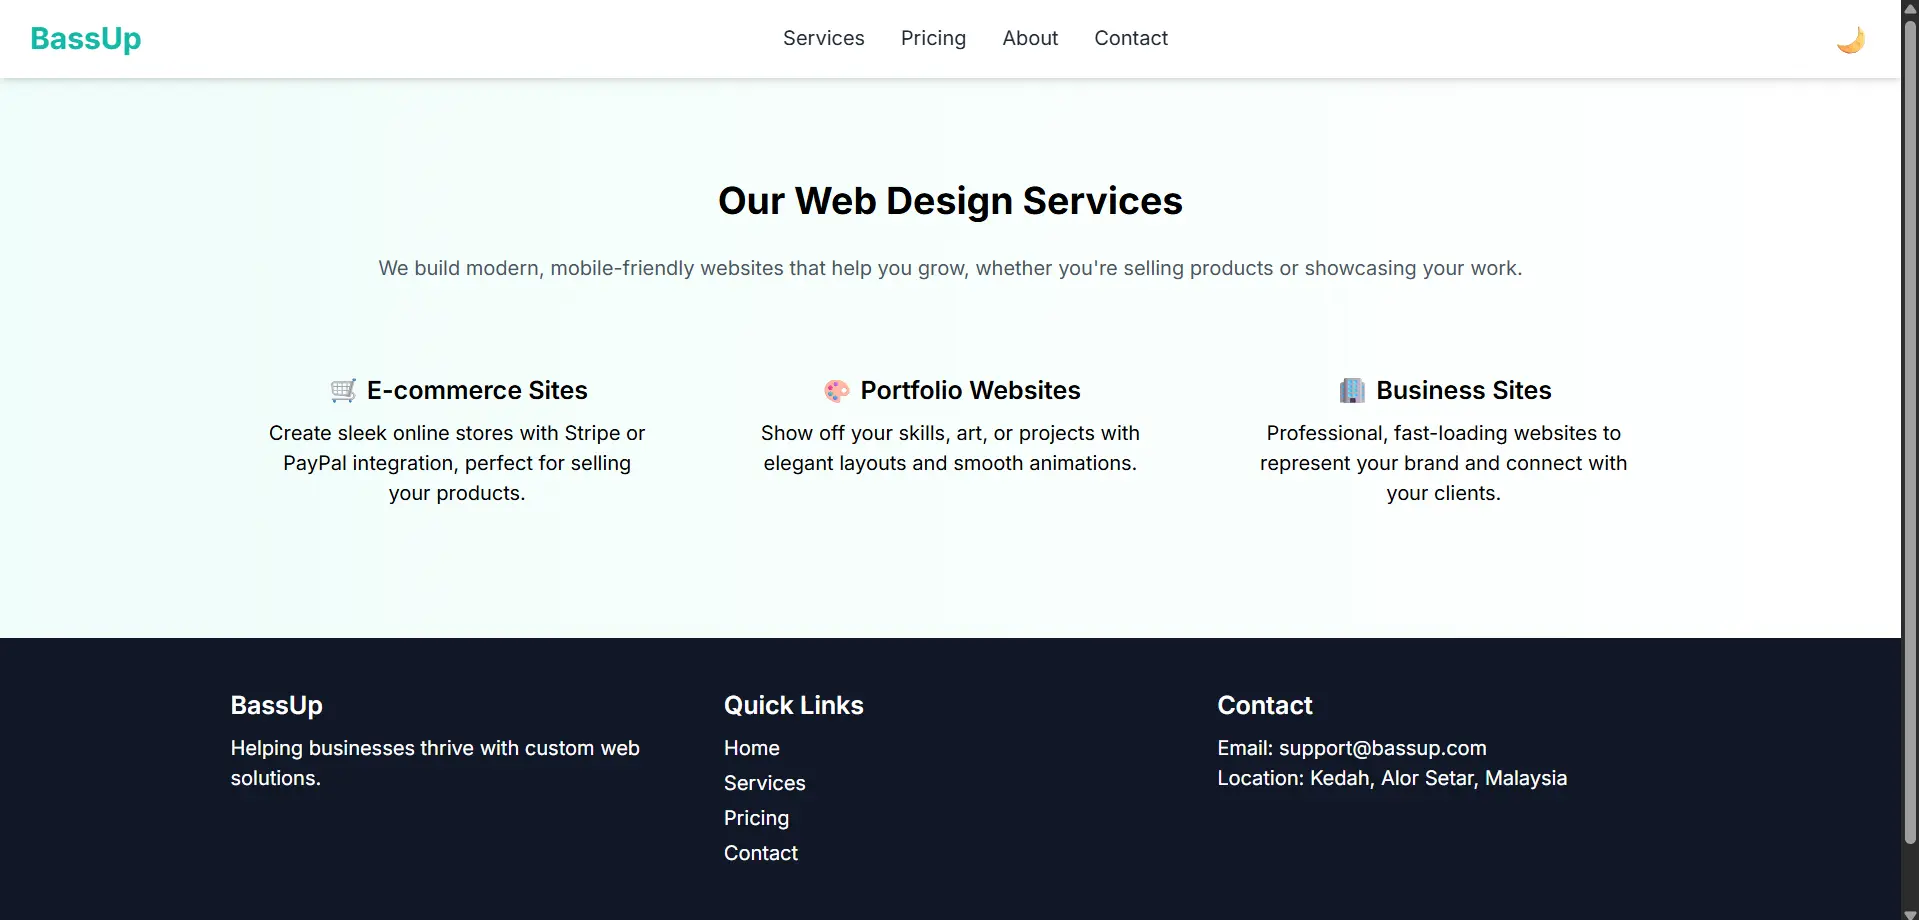 BassUp
Services
Pricing
About
Contact
Our Web Design Services
We build modern, mobile-friendly websites that help you grow, whether you're selling products or showcasing your work.
E-commerce Sites
Create sleek online stores with Stripe or
PayPal integration, perfect for selling
your products.
Portfolio Websites
Show off your skills, art, or projects with
elegant layouts and smooth animations.
Business Sites
Professional, fast-loading websites to
represent your brand and connect with
your clients.
BassUp
Helping businesses thrive with custom web
solutions.
Quick Links
Home
Services
Pricing
Contact
Contact
Email: support@bassup.com
Location: Kedah, Alor Setar, Malaysia